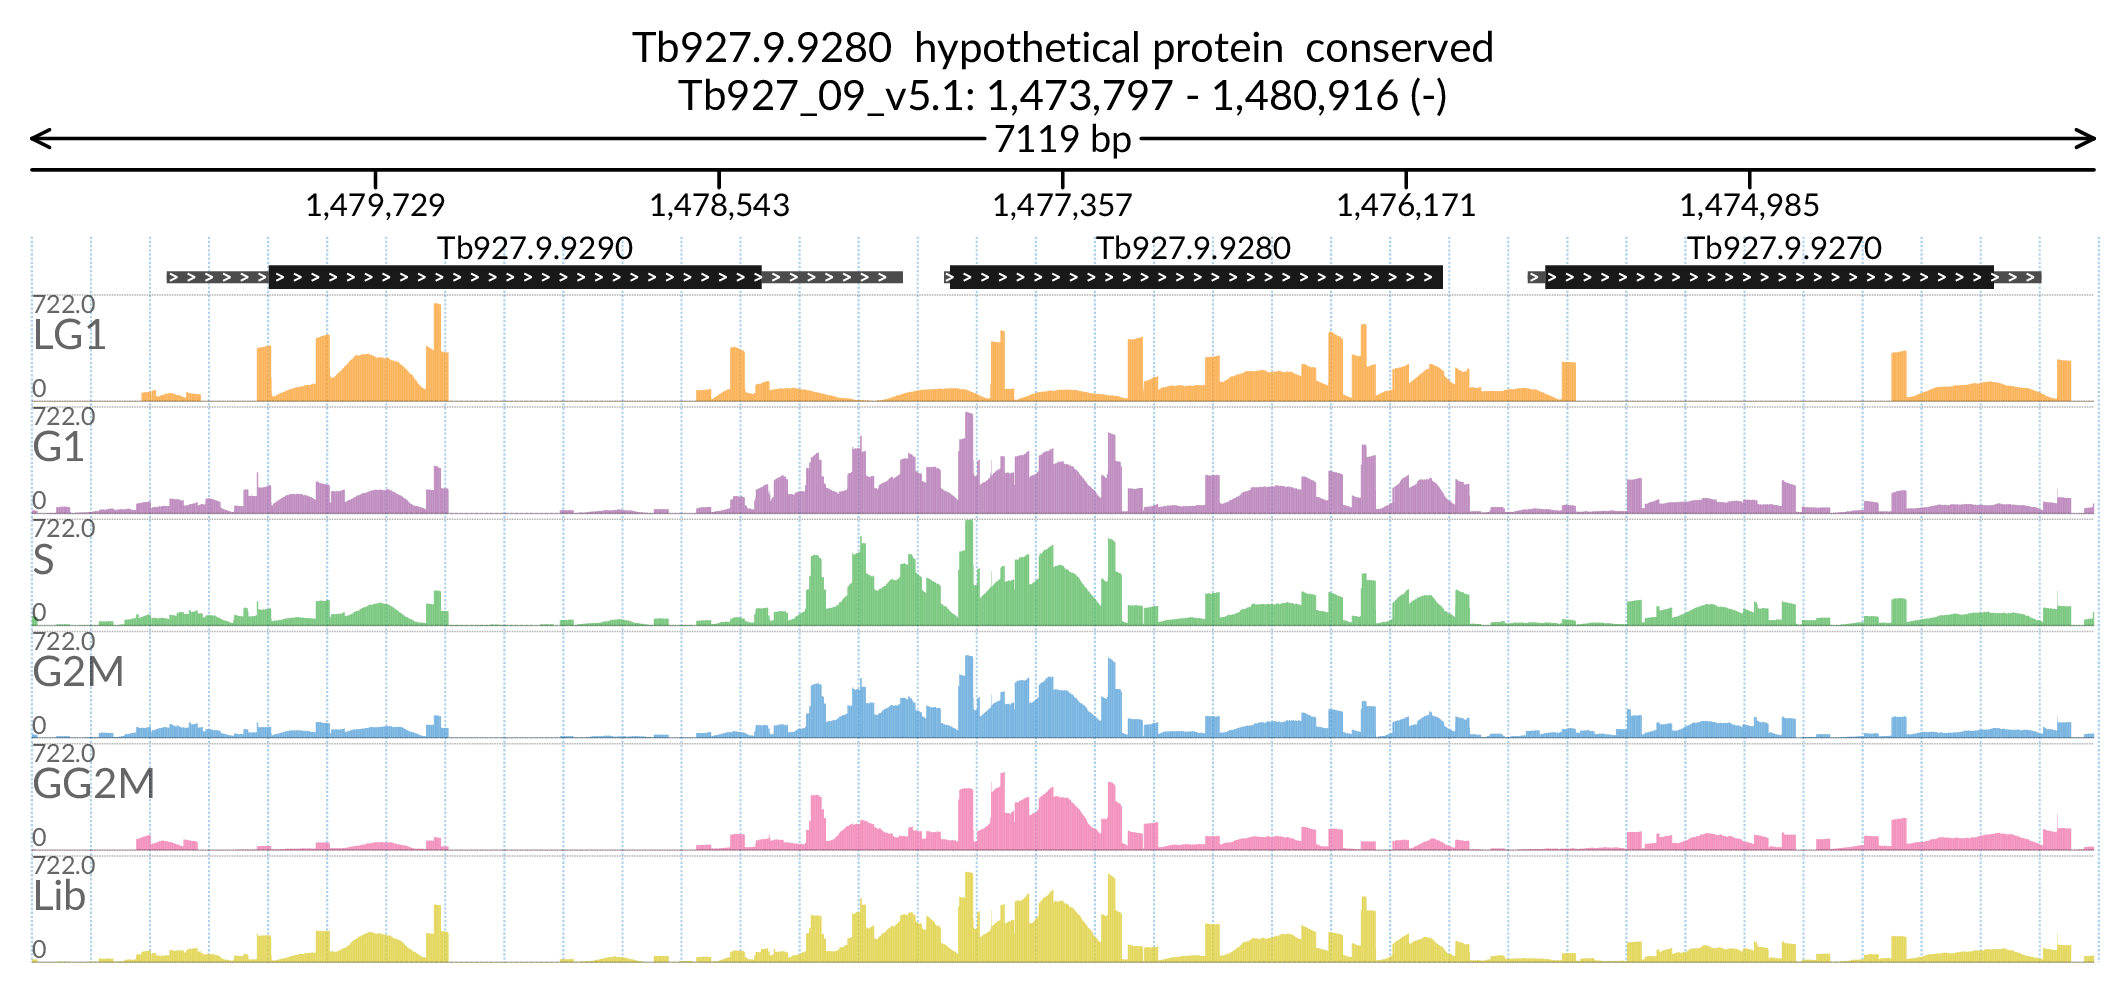 Tb927.9.9280  hypothetical protein  conserved
Tb927_09_v5.1: 1,473,797 - 1,480,916 (-)
7119 bp
1,479,729 1,478,543 1,477,357 1,476,171 1,474,985
Tb927.9.9290 Tb927.9.9280 Tb927.9.9270
722.0
LG1
0
722.0
G1
0
722.0
S
0
722.0
G2M
0
722.0
GG2M
0
722.0
Lib
0